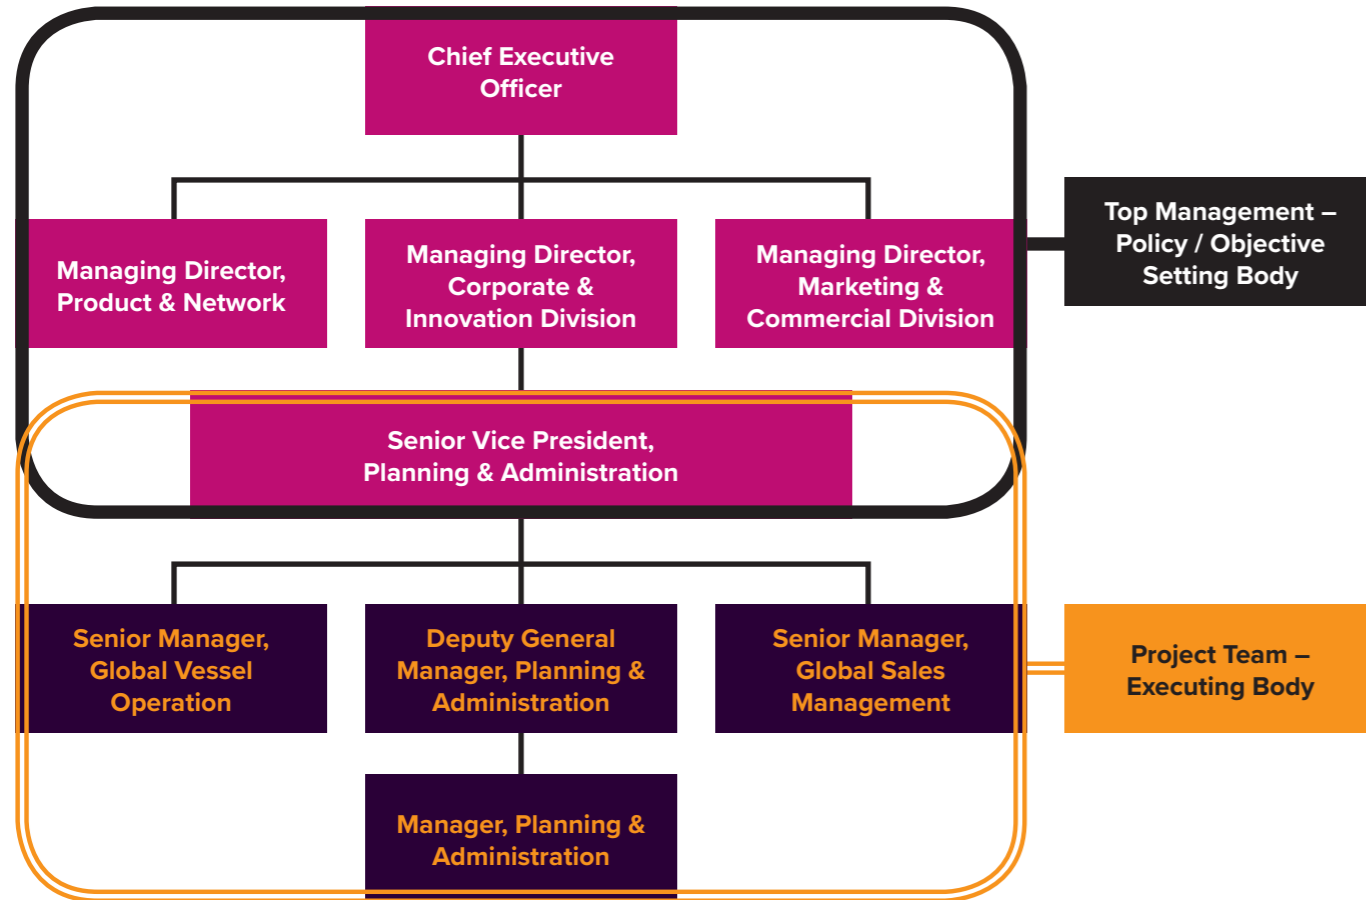 Chief Executive
Officer
Managing Director,
Product & Network
Managing Director,
Corporate &
Innovation Division
Managing Director,
Marketing &
Commercial Division
Top Management –
Policy / Objective
Setting Body
Senior Vice President,
Planning & Administration
Senior Manager,
Global Vessel
Operation
Deputy General
Manager, Planning &
Administration
Senior Manager,
Global Sales
Management
Project Team –
Executing Body
Manager, Planning &
Administration